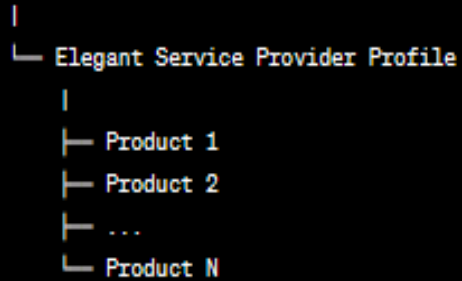 |
└── Elegant Service Provider Profile
    |
    ├── Product 1
    ├── Product 2
    ├── ...
    └── Product N